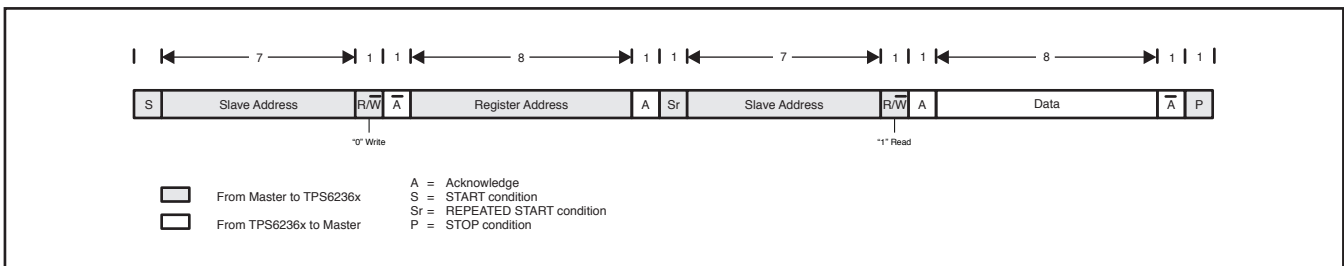 7 1 1 8 1 1 7 1 1 8 1 1
S Slave Address R/W̅ A̅ Register Address A Sr Slave Address R/W̅ A Data A̅ P
"0" Write "1" Read
From Master to TPS6236x
From TPS6236x to Master
A = Acknowledge
S = START condition
Sr = REPEATED START condition
P = STOP condition